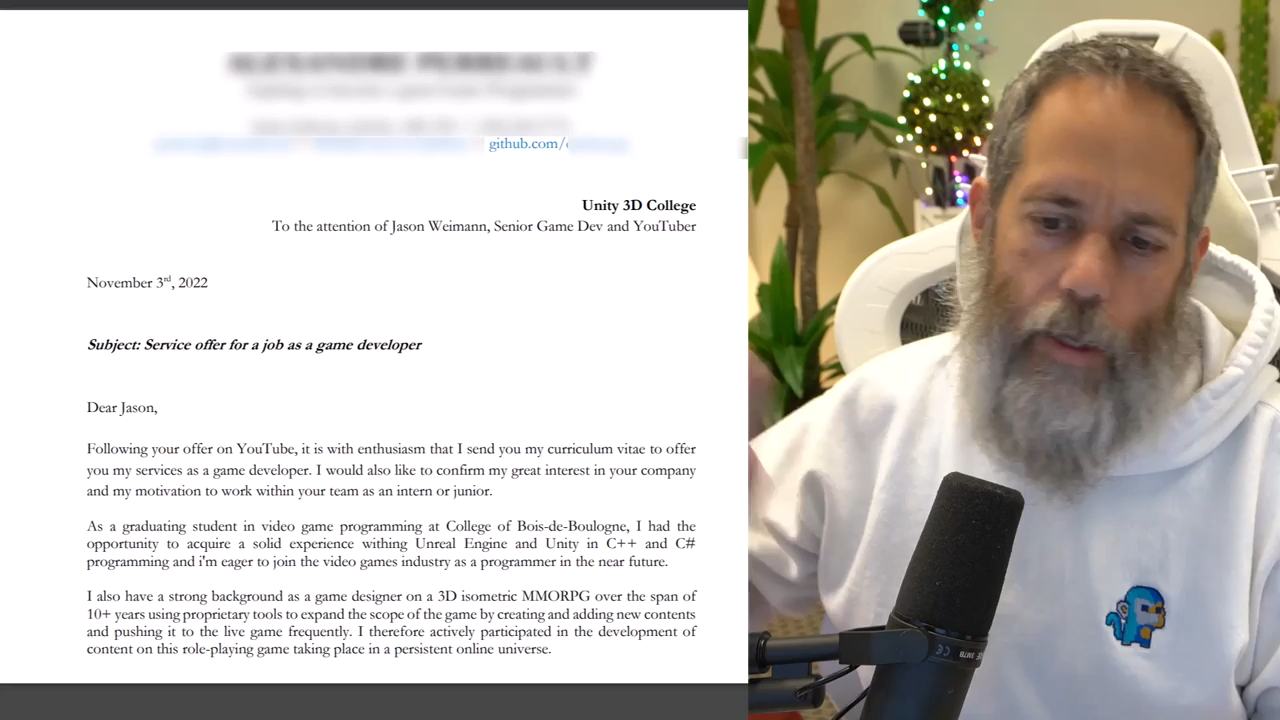 github.com/
Unity 3D College
To the attention of Jason Weimann, Senior Game Dev and YouTuber
November 3rd, 2022
Subject: Service offer for a job as a game developer
Dear Jason,
Following your offer on YouTube, it is with enthusiasm that I send you my curriculum vitae to offer
you my services as a game developer. I would also like to confirm my great interest in your company
and my motivation to work within your team as an intern or junior.
As a graduating student in video game programming at College of Bois-de-Boulogne, I had the
opportunity to acquire a solid experience withing Unreal Engine and Unity in C++ and C#
programming and i'm eager to join the video games industry as a programmer in the near future.
I also have a strong background as a game designer on a 3D isometric MMORPG over the span of
10+ years using proprietary tools to expand the scope of the game by creating and adding new contents
and pushing it to the live game frequently. I therefore actively participated in the development of
content on this role-playing game taking place in a persistent online universe.